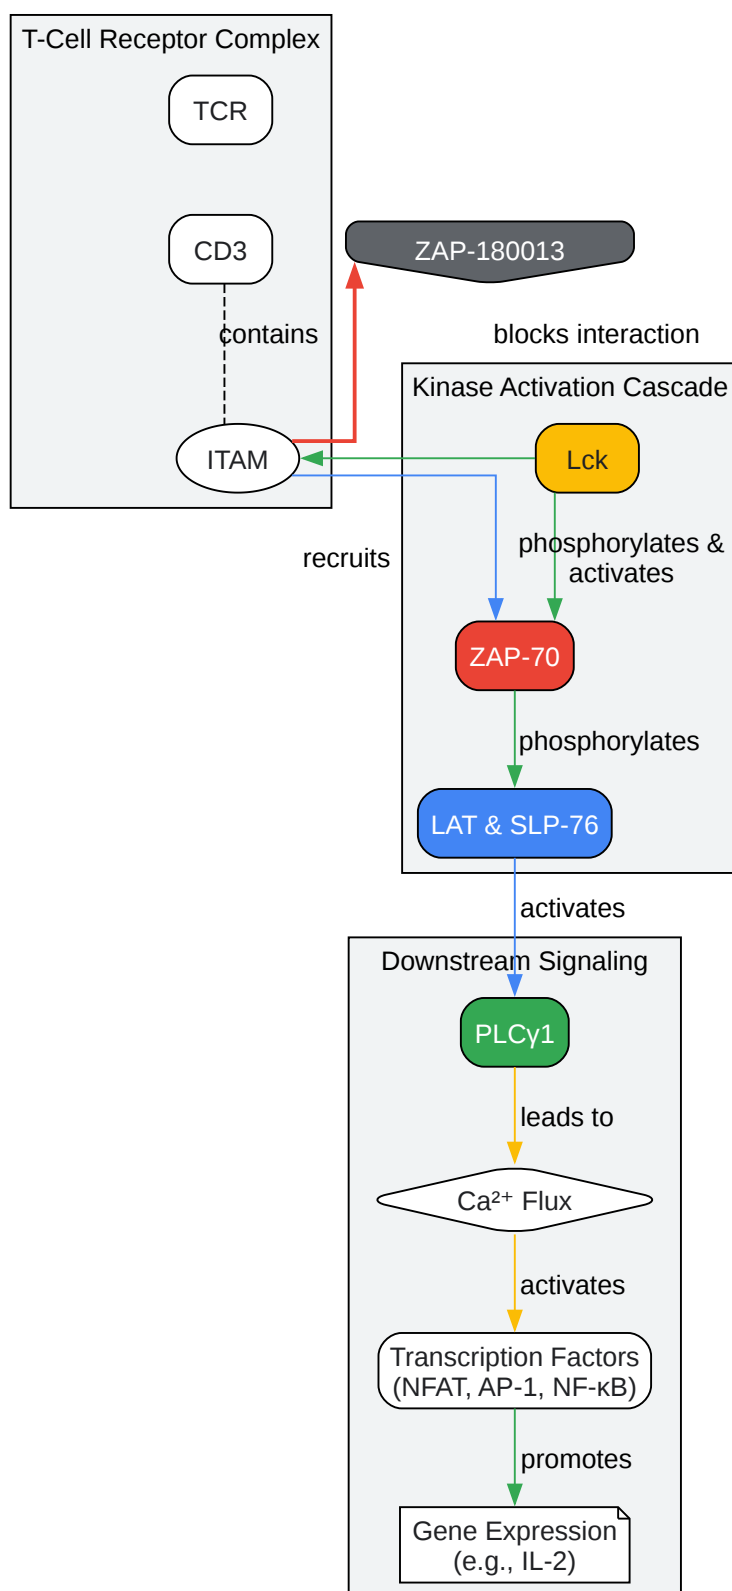 T-Cell Receptor Complex
TCR
CD3
ZAP-180013
contains
blocks interaction
Kinase Activation Cascade
ITAM
Lck
recruits
phosphorylates &
activates
ZAP-70
phosphorylates
LAT & SLP-76
activates
Downstream Signaling
PLCγ1
leads to
Ca²⁺ Flux
activates
Transcription Factors
(NFAT, AP-1, NF-κB)
promotes
Gene Expression
(e.g., IL-2)